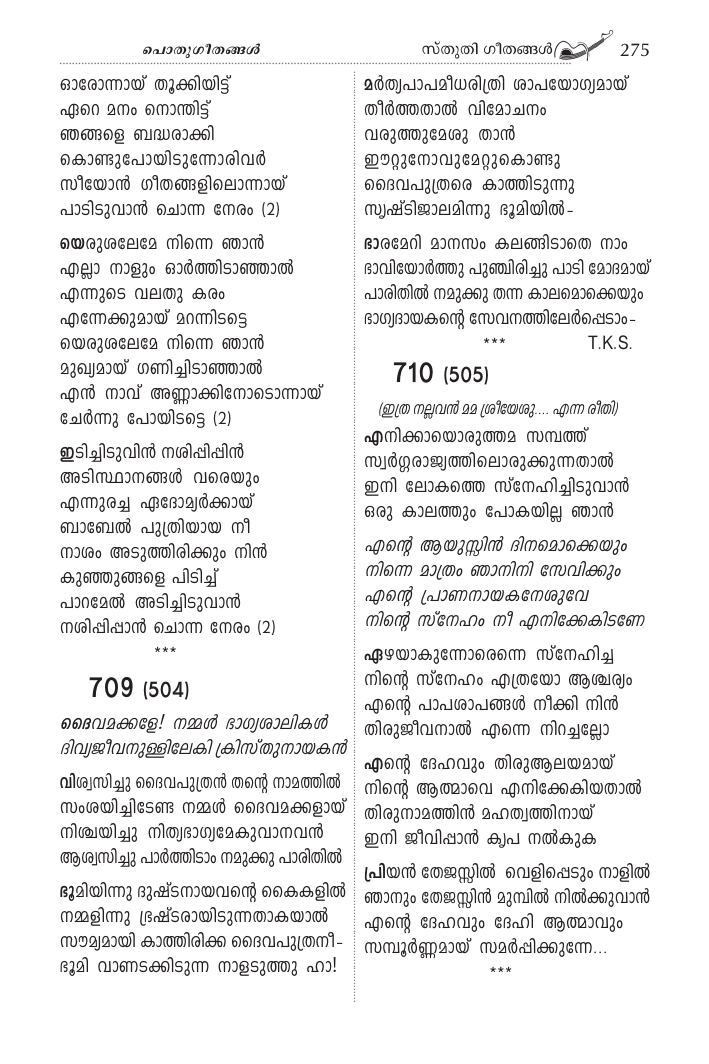 പൊതുഗീതങ്ങൾ
സ്തുതി ഗീതങ്ങൾ 275
ഓരോന്നായ് തൂക്കിയിട്ട്
ഏറെ മനം നൊന്തിട്ട്
ഞങ്ങളെ ബദ്ധരാക്കി
കൊണ്ടുപോയിടുന്നോരിവർ
സീയോൻ ഗീതങ്ങളിലൊന്നായ്
പാടിടുവാൻ ചൊന്ന നേരം (2)
യെരുശലേമേ നിന്നെ ഞാൻ
എല്ലാ നാളും ഓർത്തിടാഞ്ഞാൽ
എന്നുടെ വലതു കരം
എന്നേക്കുമായ് മറന്നിടട്ടെ
യെരുശലേമേ നിന്നെ ഞാൻ
മുഖ്യമായ് ഗണിച്ചിടാഞ്ഞാൽ
എൻ നാവ് അണ്ണാക്കിനോടൊന്നായ്
ചേർന്നു പോയിടട്ടെ (2)
ഇടിച്ചിടുവിൻ നശിപ്പിപ്പിൻ
അടിസ്ഥാനങ്ങൾ വരെയും
എന്നുരച്ച ഏദോമ്യർക്കായ്
ബാബേൽ പുത്രിയായ നീ
നാശം അടുത്തിരിക്കും നിൻ
കുഞ്ഞുങ്ങളെ പിടിച്ച്
പാറമേൽ അടിച്ചിടുവാൻ
നശിപ്പിപ്പാൻ ചൊന്ന നേരം (2)
***
709 (504)
ദൈവമക്കളേ! നമ്മൾ ഭാഗ്യശാലികൾ
ദിവ്യജീവനുള്ളിലേകി ക്രിസ്തുനായകൻ
വിശ്വസിച്ചു ദൈവപുത്രൻ തന്റെ നാമത്തിൽ
സംശയിച്ചിടേണ്ട നമ്മൾ ദൈവമക്കളായ്
നിശ്ചയിച്ചു നിത്യഭാഗ്യമേകുവാനവൻ
ആശ്വസിച്ചു പാർത്തിടാം നമുക്കു പാരിതിൽ
ഭൂമിയിന്നു ദുഷ്ടനായവന്റെ കൈകളിൽ
നമ്മളിന്നു ഭ്രഷ്ടരായിടുന്നതാകയാൽ
സൗമ്യമായി കാത്തിരിക്ക ദൈവപുത്രനീ-
ഭൂമി വാണടക്കിടുന്ന നാളടുത്തു ഹാ!
മർത്യപാപമീധരിത്രി ശാപയോഗ്യമായ്
തീർത്തതാൽ വിമോചനം
വരുത്തുമേശു താൻ
ഈറ്റുനോവുമേറ്റുകൊണ്ടു
ദൈവപുത്രരെ കാത്തിടുന്നു
സൃഷ്ടിജാലമിന്നു ഭൂമിയിൽ-
ഭാരമേറി മാനസം കലങ്ങിടാതെ നാം
ഭാവിയോർത്തു പുഞ്ചിരിച്ചു പാടി മോദമായ്
പാരിതിൽ നമുക്കു തന്ന കാലമൊക്കെയും
ഭാഗ്യദായകന്റെ സേവനത്തിലേർപ്പെടാം-
*** T.K.S.
710 (505)
(ഇത്ര നല്ലവൻ മമ ശ്രീയേശു.... എന്ന രീതി)
എനിക്കായൊരുത്തമ സമ്പത്ത്
സ്വർഗ്ഗരാജ്യത്തിലൊരുക്കുന്നതാൽ
ഇനി ലോകത്തെ സ്നേഹിച്ചിടുവാൻ
ഒരു കാലത്തും പോകയില്ല ഞാൻ
എന്റെ ആയുസ്സിൻ ദിനമൊക്കെയും
നിന്നെ മാത്രം ഞാനിനി സേവിക്കും
എന്റെ പ്രാണനായകനേശുവേ
നിന്റെ സ്നേഹം നീ എനിക്കേകിടണേ
ഏഴയാകുന്നോരെന്നെ സ്നേഹിച്ച
നിന്റെ സ്നേഹം എത്രയോ ആശ്ചര്യം
എന്റെ പാപശാപങ്ങൾ നീക്കി നിൻ
തിരുജീവനാൽ എന്നെ നിറച്ചല്ലോ
എന്റെ ദേഹവും തിരുആലയമായ്
നിന്റെ ആത്മാവെ എനിക്കേകിയതാൽ
തിരുനാമത്തിൻ മഹത്വത്തിനായ്
ഇനി ജീവിപ്പാൻ കൃപ നൽകുക
പ്രിയൻ തേജസ്സിൽ വെളിപ്പെടും നാളിൽ
ഞാനും തേജസ്സിൻ മുമ്പിൽ നിൽക്കുവാൻ
എന്റെ ദേഹവും ദേഹി ആത്മാവും
സമ്പൂർണ്ണമായ് സമർപ്പിക്കുന്നേ...
***